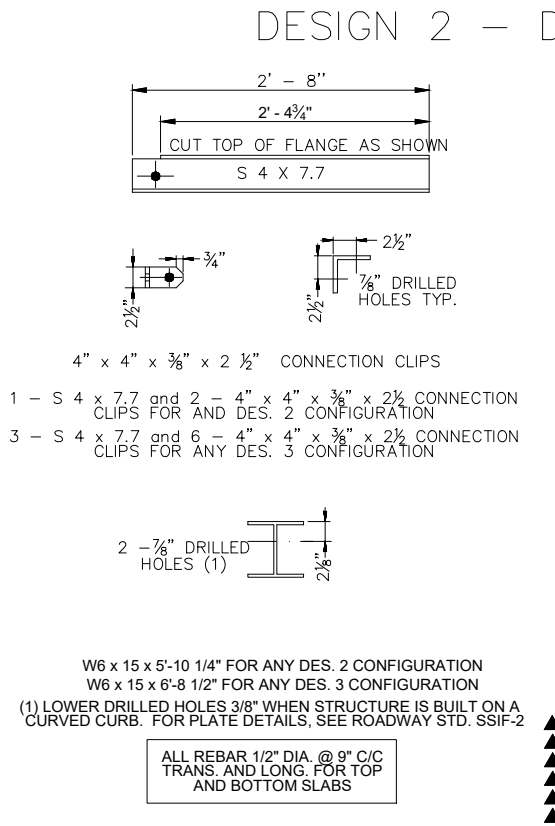 DESIGN 2 – D
2' – 8"
2' - 4¾"
CUT TOP OF FLANGE AS SHOWN
S 4 X 7.7
¾"
2½"
2½"
2½"
⅞" DRILLED
HOLES TYP.
4" x 4" x ⅜" x 2 ½" CONNECTION CLIPS
1 – S 4 x 7.7 and 2 – 4" x 4" x ⅜" x 2½ CONNECTION
CLIPS FOR AND DES. 2 CONFIGURATION
3 – S 4 x 7.7 and 6 – 4" x 4" x ⅜" x 2½ CONNECTION
CLIPS FOR ANY DES. 3 CONFIGURATION
2 –⅞" DRILLED
HOLES (1)
2⅛"
W6 x 15 x 5'-10 1/4" FOR ANY DES. 2 CONFIGURATION
W6 x 15 x 6'-8 1/2" FOR ANY DES. 3 CONFIGURATION
(1) LOWER DRILLED HOLES 3/8" WHEN STRUCTURE IS BUILT ON A
CURVED CURB. FOR PLATE DETAILS, SEE ROADWAY STD. SSIF-2
ALL REBAR 1/2" DIA. @ 9" C/C
TRANS. AND LONG. FOR TOP
AND BOTTOM SLABS